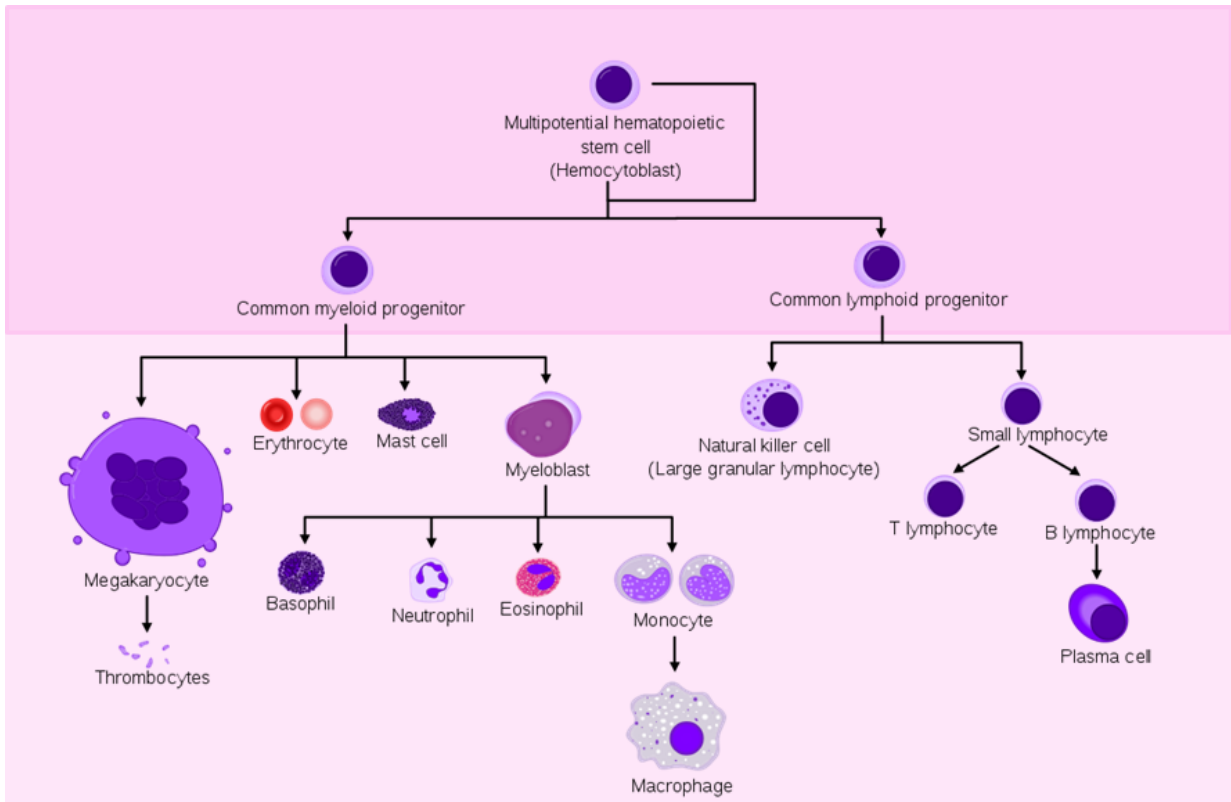 Multipotential hematopoietic
stem cell
(Hemocytoblast)
Common myeloid progenitor
Common lymphoid progenitor
Erythrocyte
Mast cell
Myeloblast
Natural killer cell
(Large granular lymphocyte)
Small lymphocyte
T lymphocyte
B lymphocyte
Megakaryocyte
Basophil
Neutrophil
Eosinophil
Monocyte
Plasma cell
Thrombocytes
Macrophage